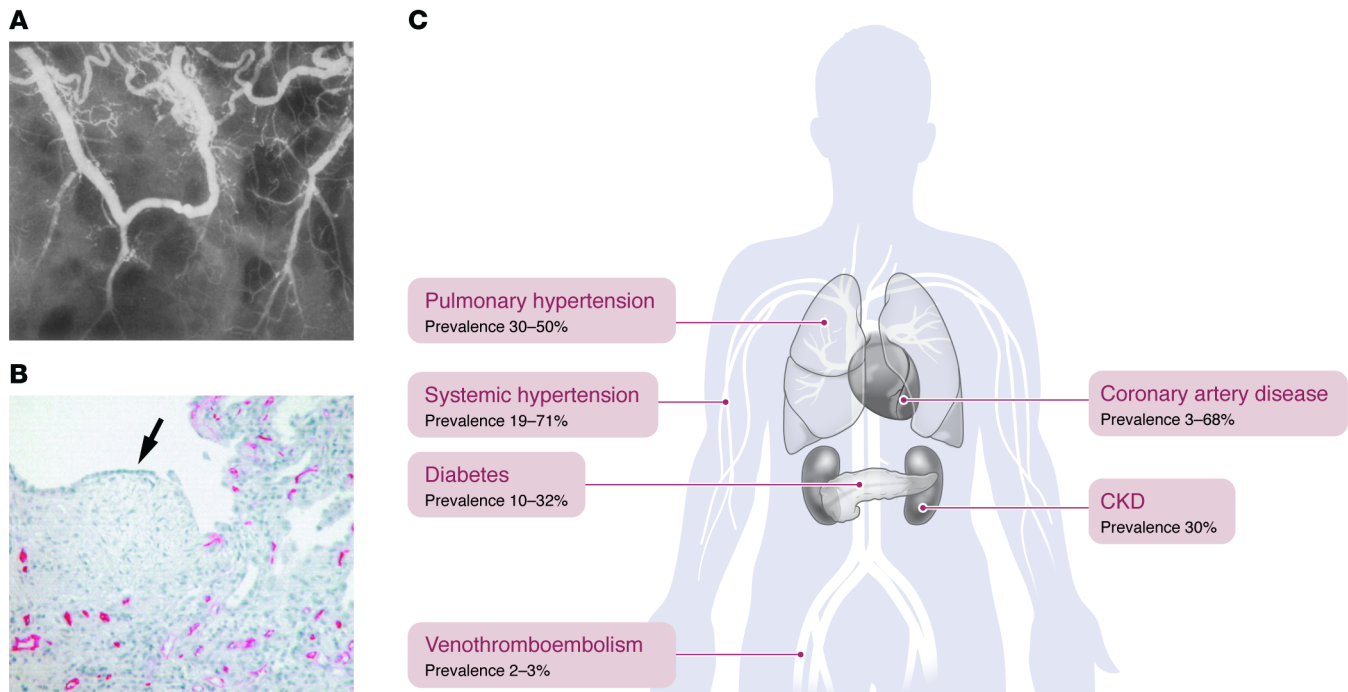 A
C
Pulmonary hypertension
Prevalence 30–50%
B
Systemic hypertension
Prevalence 19–71%
Coronary artery disease
Prevalence 3–68%
Diabetes
Prevalence 10–32%
CKD
Prevalence 30%
Venothromboembolism
Prevalence 2–3%